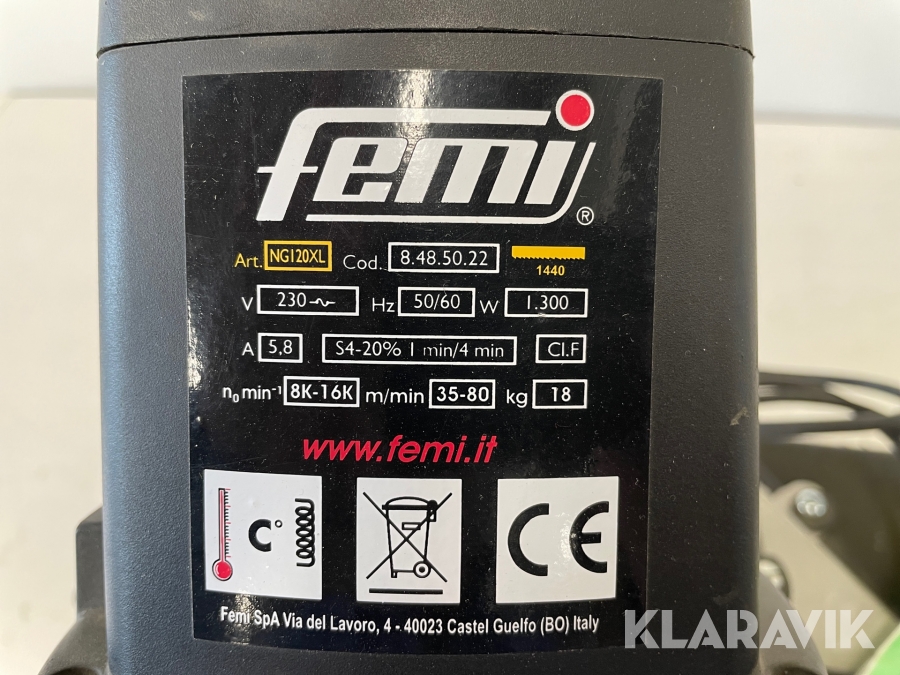 femi®
Art. NG120XL Cod. 8.48.50.22 1440
V 230~ Hz 50/60 W 1.300
A 5,8 S4-20% 1 min/4 min Cl.F
n₀ min⁻¹ 8K-16K m/min 35-80 kg 18
www.femi.it
C° CE
Femi SpA Via del Lavoro, 4 - 40023 Castel Guelfo (BO) Italy
KLARAVIK